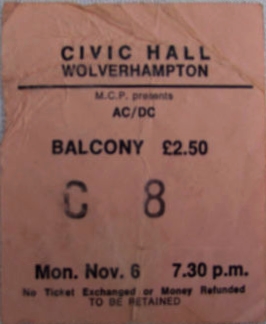 CIVIC HALL
WOLVERHAMPTON
M.C.P. presents
AC/DC
BALCONY £2.50
C 8
Mon. Nov. 6 7.30 p.m.
No Ticket Exchanged or Money Refunded
TO BE RETAINED